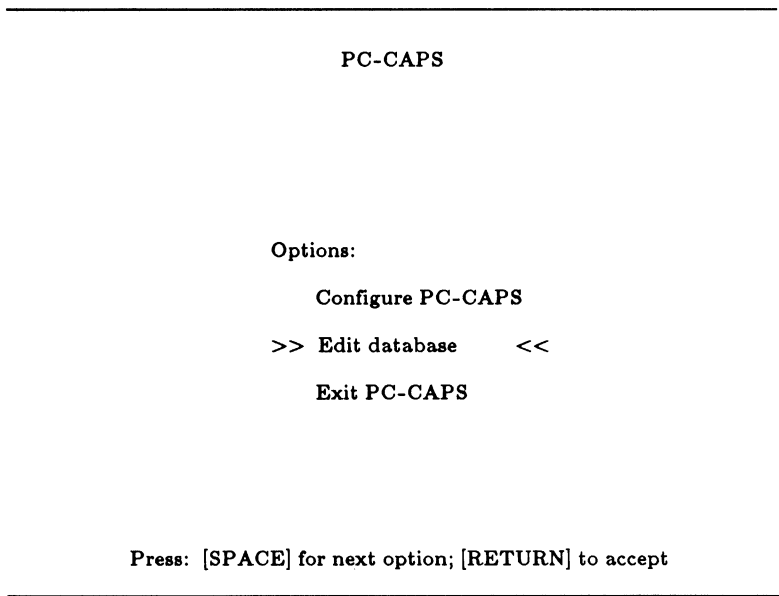 PC-CAPS
Options:
Configure PC-CAPS
>> Edit database <<
Exit PC-CAPS
Press: [SPACE] for next option; [RETURN] to accept